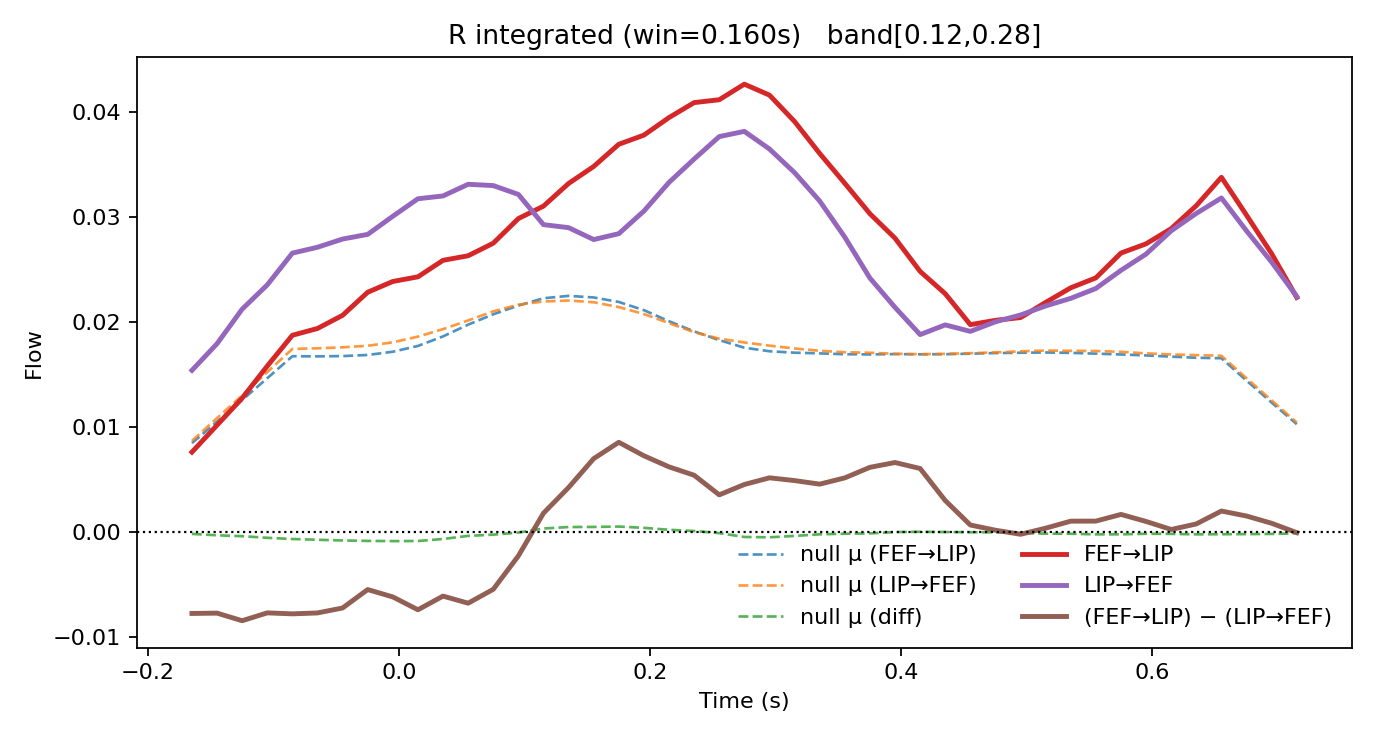 R integrated (win=0.160s)   band[0.12,0.28]
Flow
0.04
0.03
0.02
0.01
0.00
−0.01
−0.2
0.0
0.2
0.4
0.6
Time (s)
null μ (FEF→LIP)
null μ (LIP→FEF)
null μ (diff)
FEF→LIP
LIP→FEF
(FEF→LIP) − (LIP→FEF)